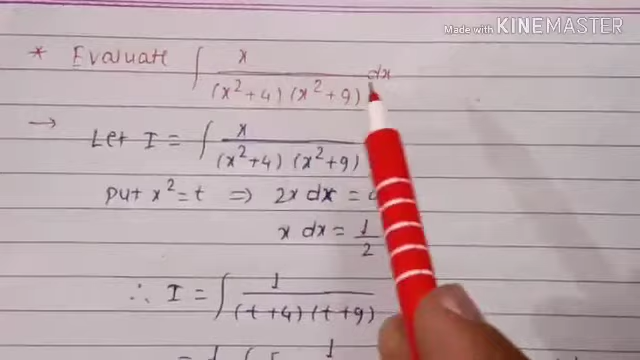 Made with KINEMASTER
* Evaluate ∫ x / (x²+4) (x²+9) dx
→ Let I = ∫ x / (x²+4) (x²+9)
put x² = t ⇒ 2x dx =
x dx = 1/2
∴ I = ∫ 1 / (t+4) (t+9)
= 1